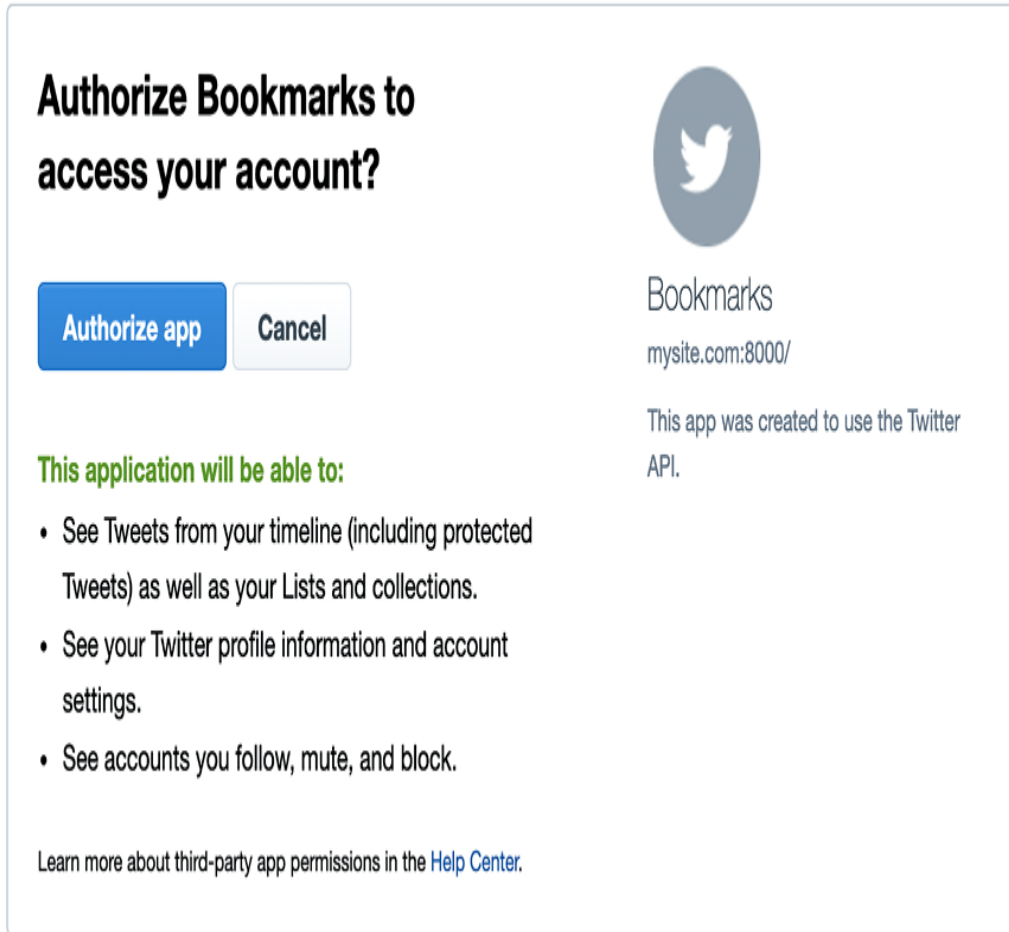 Authorize Bookmarks to
access your account?
Authorize app
Cancel
This application will be able to:
• See Tweets from your timeline (including protected
Tweets) as well as your Lists and collections.
• See your Twitter profile information and account
settings.
• See accounts you follow, mute, and block.
Learn more about third-party app permissions in the Help Center.
Bookmarks
mysite.com:8000/
This app was created to use the Twitter
API.